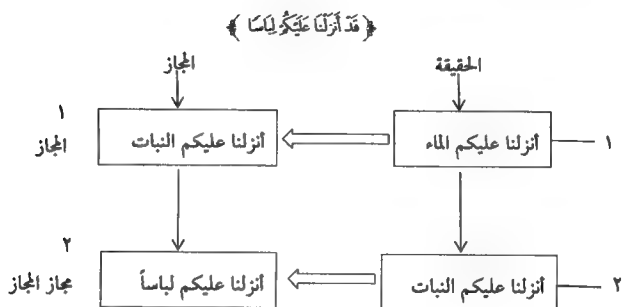 ﴿ قَدْ أَنزَلْنَا عَلَيْكُمْ لِبَاسًا ﴾
الحقيقة
المجاز
١
أنزلنا عليكم الماء
أنزلنا عليكم النبات
١
المجاز
٢
أنزلنا عليكم النبات
أنزلنا عليكم لباساً
٢
مجاز المجاز